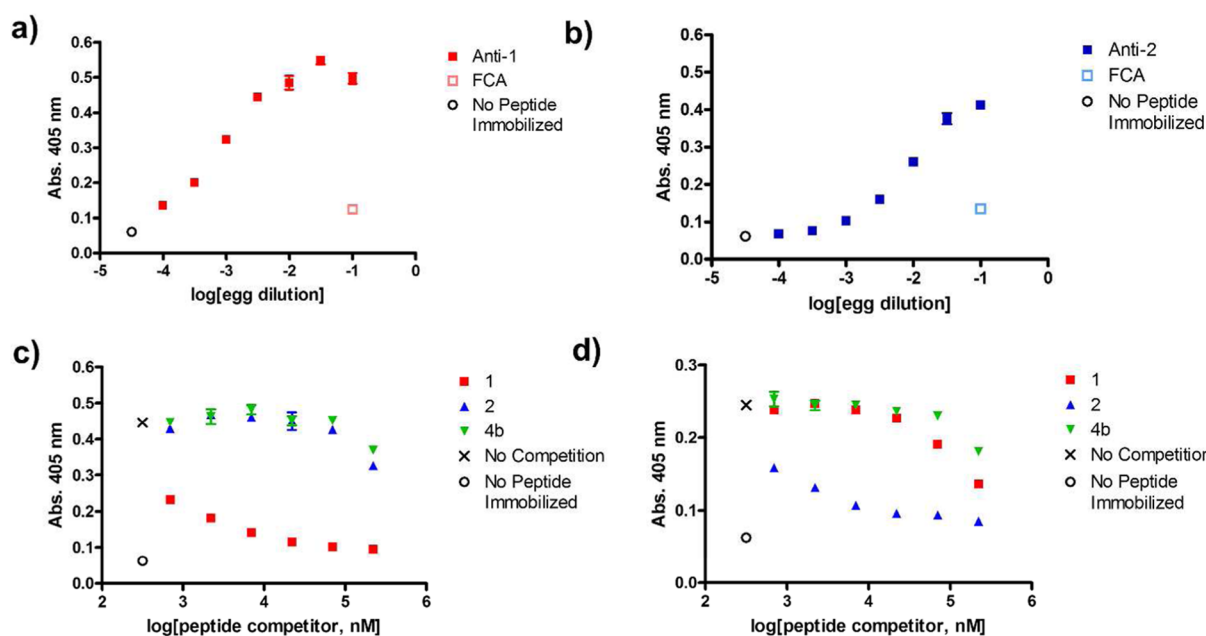 a)
0.6
0.5
0.4
0.3
0.2
0.1
0.0
Abs. 405 nm
-5
-4
-3
-2
-1
0
log[egg dilution]
Anti-1
FCA
No Peptide
Immobilized
b)
0.6
0.5
0.4
0.3
0.2
0.1
0.0
Abs. 405 nm
-5
-4
-3
-2
-1
0
log[egg dilution]
Anti-2
FCA
No Peptide
Immobilized
c)
0.6
0.5
0.4
0.3
0.2
0.1
0.0
Abs. 405 nm
2
3
4
5
6
log[peptide competitor, nM]
1
2
4b
No Competition
No Peptide
Immobilized
d)
0.3
0.2
0.1
0.0
Abs. 405 nm
2
3
4
5
6
log[peptide competitor, nM]
1
2
4b
No Competition
No Peptide
Immobilized